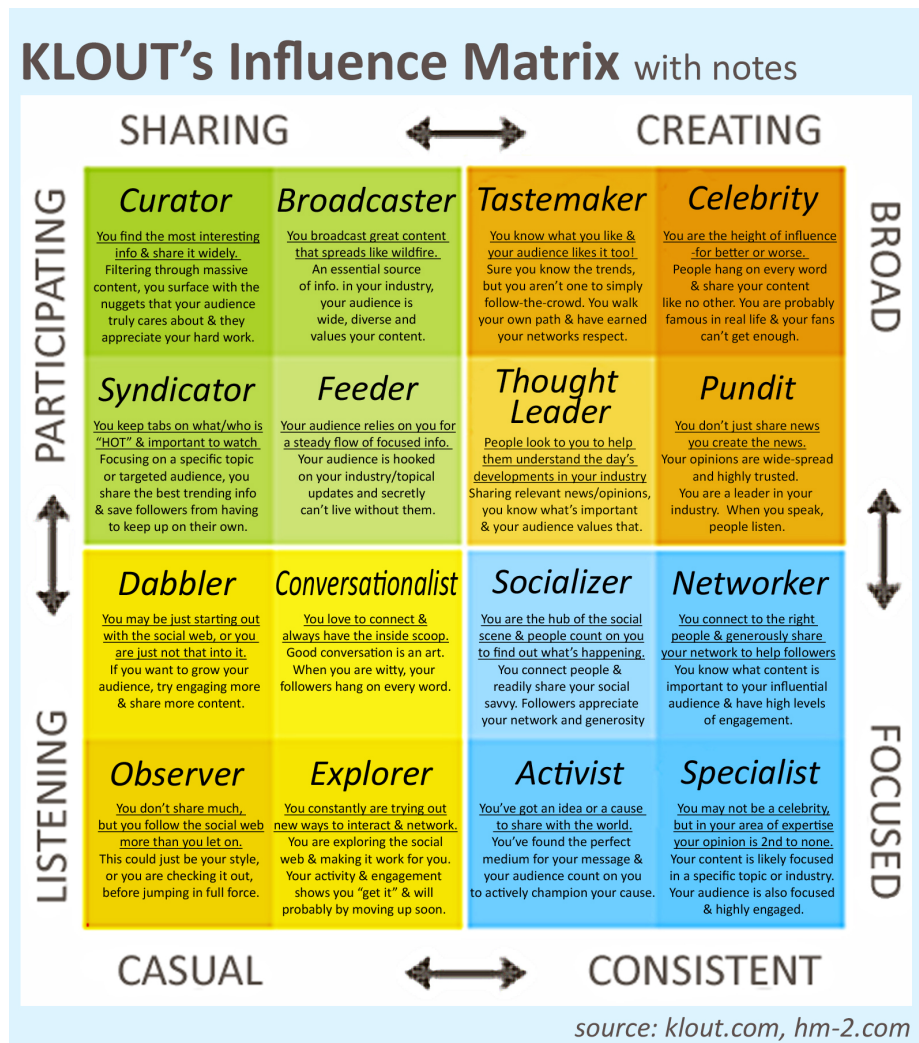 KLOUT's Influence Matrix with notes
SHARING
CREATING
PARTICIPATING
LISTENING
BROAD
FOCUSED
Curator
You find the most interesting
info & share it widely.
Filtering through massive
content, you surface with the
nuggets that your audience
truly cares about & they
appreciate your hard work.
Broadcaster
You broadcast great content
that spreads like wildfire.
An essential source
of info. in your industry,
your audience is
wide, diverse and
values your content.
Tastemaker
You know what you like &
your audience likes it too!
Sure you know the trends,
but you aren't one to simply
follow-the-crowd. You walk
your own path & have earned
your networks respect.
Celebrity
You are the height of influence
-for better or worse.
People hang on every word
& share your content
like no other. You are probably
famous in real life & your fans
can't get enough.
Syndicator
You keep tabs on what/who is
"HOT" & important to watch
Focusing on a specific topic
or targeted audience, you
share the best trending info
& save followers from having
to keep up on their own.
Feeder
Your audience relies on you for
a steady flow of focused info.
Your audience is hooked
on your industry/topical
updates and secretly
can't live without them.
Thought
Leader
People look to you to help
them understand the day's
developments in your industry
Sharing relevant news/opinions,
you know what's important
& your audience values that.
Pundit
You don't just share news
you create the news.
Your opinions are wide-spread
and highly trusted.
You are a leader in your
industry. When you speak,
people listen.
Dabbler
You may be just starting out
with the social web, or you
are just not that into it.
If you want to grow your
audience, try engaging more
& share more content.
Conversationalist
You love to connect &
always have the inside scoop.
Good conversation is an art.
When you are witty, your
followers hang on every word.
Socializer
You are the hub of the social
scene & people count on you
to find out what's happening.
You connect people &
readily share your social
savvy. Followers appreciate
your network and generosity
Networker
You connect to the right
people & generously share
your network to help followers
You know what content is
important to your influential
audience & have high levels
of engagement.
Observer
You don't share much,
but you follow the social web
more than you let on.
This could just be your style,
or you are checking it out,
before jumping in full force.
Explorer
You constantly are trying out
new ways to interact & network.
You are exploring the social
web & making it work for you.
Your activity & engagement
shows you "get it" & will
probably by moving up soon.
Activist
You've got an idea or a cause
to share with the world.
You've found the perfect
medium for your message &
your audience count on you
to actively champion your cause.
Specialist
You may not be a celebrity,
but in your area of expertise
your opinion is 2nd to none.
Your content is likely focused
in a specific topic or industry.
Your audience is also focused
& highly engaged.
CASUAL
CONSISTENT
source: klout.com, hm-2.com